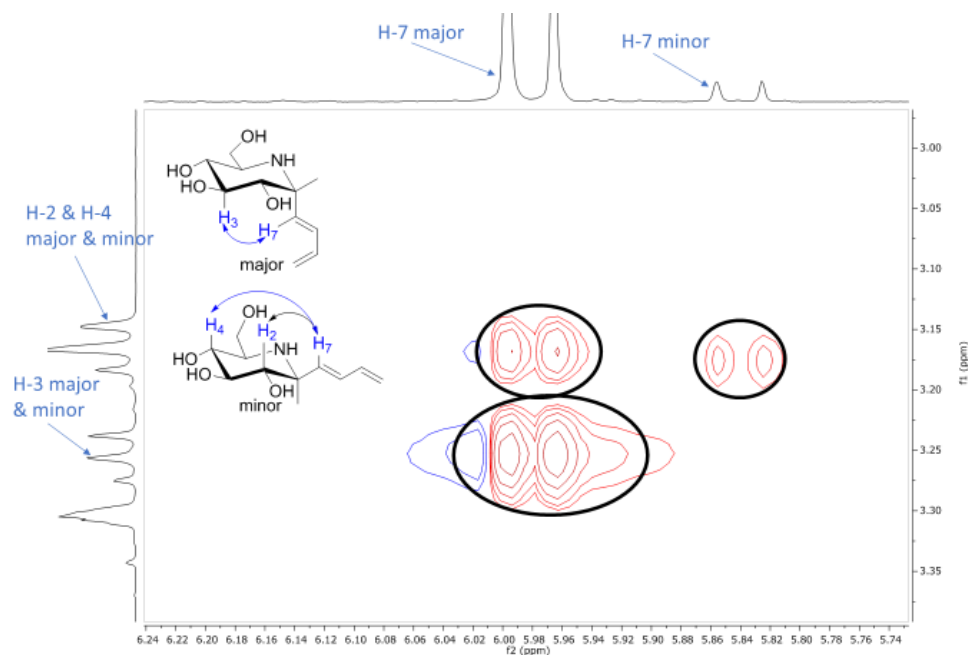 H-7 major
H-7 minor
H-2 & H-4
major & minor
H-3 major
& minor
OH
HO
NH
HO
OH
H3
H7
major
H4
HO
H2
H7
HO
NH
HO
OH
minor
3.00
3.05
3.10
3.15
3.20
3.25
3.30
3.35
f1 (ppm)
6.24 6.22 6.20 6.18 6.16 6.14 6.12 6.10 6.08 6.06 6.04 6.02 6.00 5.98 5.96 5.94 5.92 5.90 5.88 5.86 5.84 5.82 5.80 5.78 5.76 5.74
f2 (ppm)